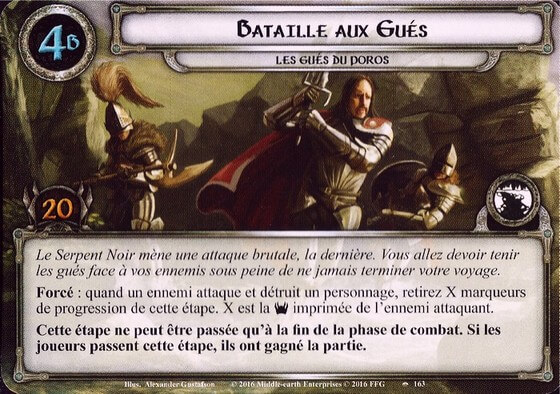 4B
BATAILLE AUX GUÉS
LES GUÉS DU POROS
20
Le Serpent Noir mène une attaque brutale, la dernière. Vous allez devoir tenir
les gués face à vos ennemis sous peine de ne jamais terminer votre voyage.
Forcé : quand un ennemi attaque et détruit un personnage, retirez X marqueurs
de progression de cette étape. X est la imprimée de l'ennemi attaquant.
Cette étape ne peut être passée qu'à la fin de la phase de combat. Si les
joueurs passent cette étape, ils ont gagné la partie.
Illus. Alexander Gustafson © 2016 Middle-earth Enterprises © 2016 FFG 163